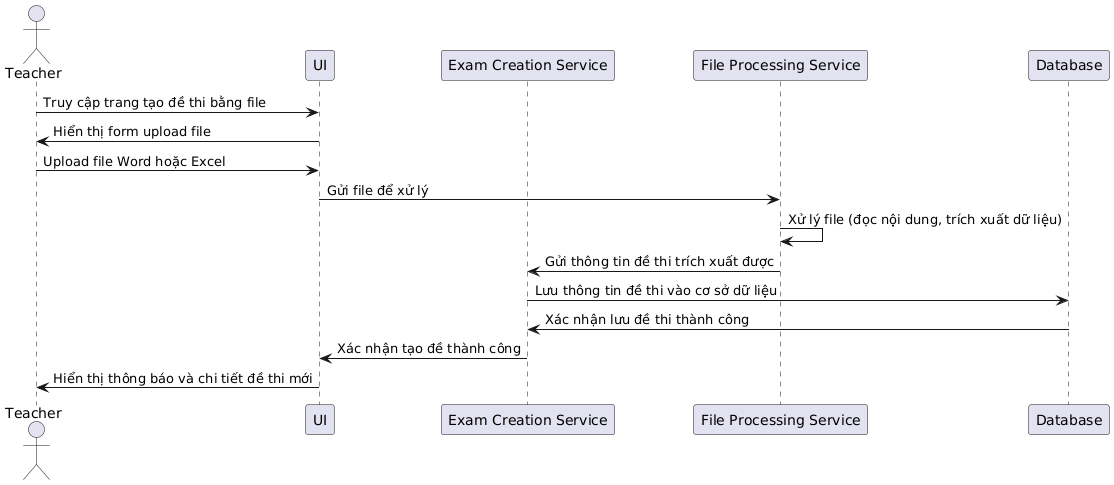 Teacher
UI
Exam Creation Service
File Processing Service
Database
Truy cập trang tạo đề thi bằng file
Hiển thị form upload file
Upload file Word hoặc Excel
Gửi file để xử lý
Xử lý file (đọc nội dung, trích xuất dữ liệu)
Gửi thông tin đề thi trích xuất được
Lưu thông tin đề thi vào cơ sở dữ liệu
Xác nhận lưu đề thi thành công
Xác nhận tạo đề thành công
Hiển thị thông báo và chi tiết đề thi mới
Teacher
UI
Exam Creation Service
File Processing Service
Database